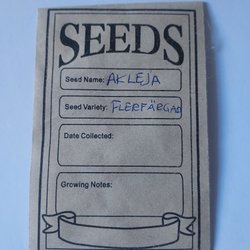 SEEDS
Seed Name: AKLEJA
Seed Variety: FLERFÄRGAD
Date Collected:
Growing Notes: